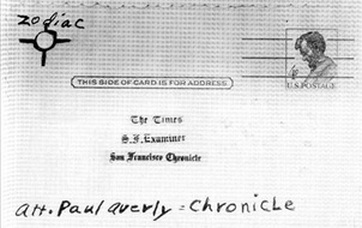 Zodiac
U.S. POSTAGE
THIS SIDE OF CARD IS FOR ADDRESS
The Times
S.F. Examiner
San Francisco Chronicle
Att. Paul Averly = Chronicle